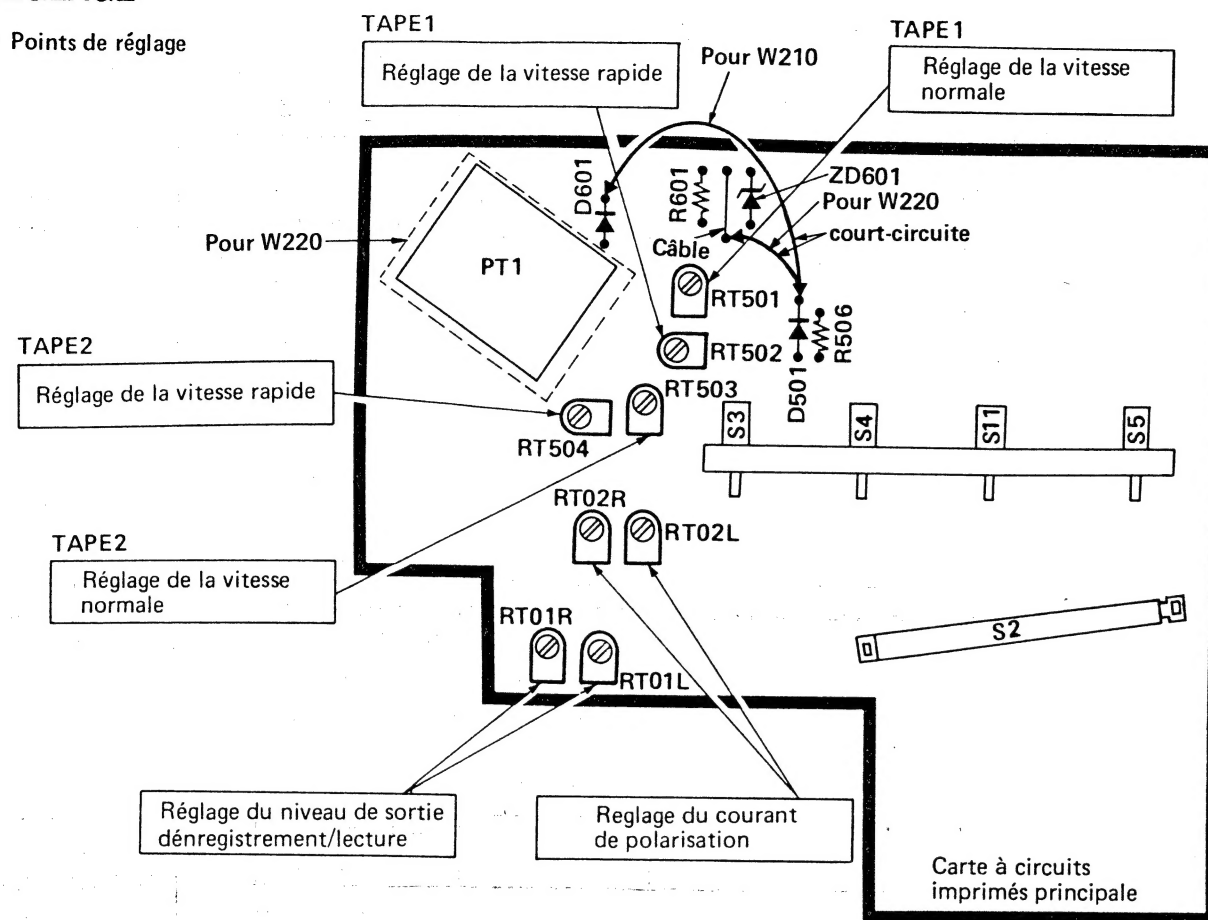 Points de réglage
TAPE1
Réglage de la vitesse rapide
Pour W210
TAPE1
Réglage de la vitesse
normale
D601
R601
ZD601
Pour W220
court-circuite
Câble
Pour W220
PT1
RT501
RT502
D501
R506
TAPE2
Réglage de la vitesse rapide
RT503
RT504
S3
S4
S11
S5
RT02R
RT02L
TAPE2
Réglage de la vitesse
normale
RT01R
RT01L
S2
Réglage du niveau de sortie
dénregistrement/lecture
Reglage du courant
de polarisation
Carte à circuits
imprimés principale